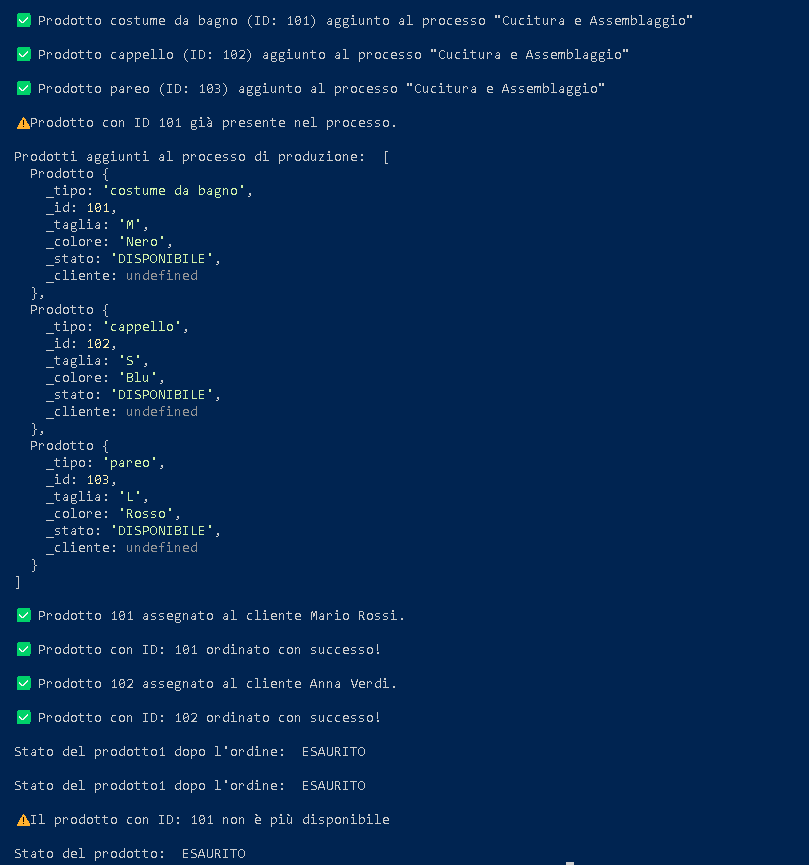 ✅ Prodotto costume da bagno (ID: 101) aggiunto al processo "Cucitura e Assemblaggio"
✅ Prodotto cappello (ID: 102) aggiunto al processo "Cucitura e Assemblaggio"
✅ Prodotto pareo (ID: 103) aggiunto al processo "Cucitura e Assemblaggio"
⚠️Prodotto con ID 101 già presente nel processo.
Prodotti aggiunti al processo di produzione:  [
  Prodotto {
    _tipo: 'costume da bagno',
    _id: 101,
    _taglia: 'M',
    _colore: 'Nero',
    _stato: 'DISPONIBILE',
    _cliente: undefined
  },
  Prodotto {
    _tipo: 'cappello',
    _id: 102,
    _taglia: 'S',
    _colore: 'Blu',
    _stato: 'DISPONIBILE',
    _cliente: undefined
  },
  Prodotto {
    _tipo: 'pareo',
    _id: 103,
    _taglia: 'L',
    _colore: 'Rosso',
    _stato: 'DISPONIBILE',
    _cliente: undefined
  }
]
✅ Prodotto 101 assegnato al cliente Mario Rossi.
✅ Prodotto con ID: 101 ordinato con successo!
✅ Prodotto 102 assegnato al cliente Anna Verdi.
✅ Prodotto con ID: 102 ordinato con successo!
Stato del prodotto1 dopo l'ordine:  ESAURITO
Stato del prodotto1 dopo l'ordine:  ESAURITO
⚠️Il prodotto con ID: 101 non è più disponibile
Stato del prodotto:  ESAURITO